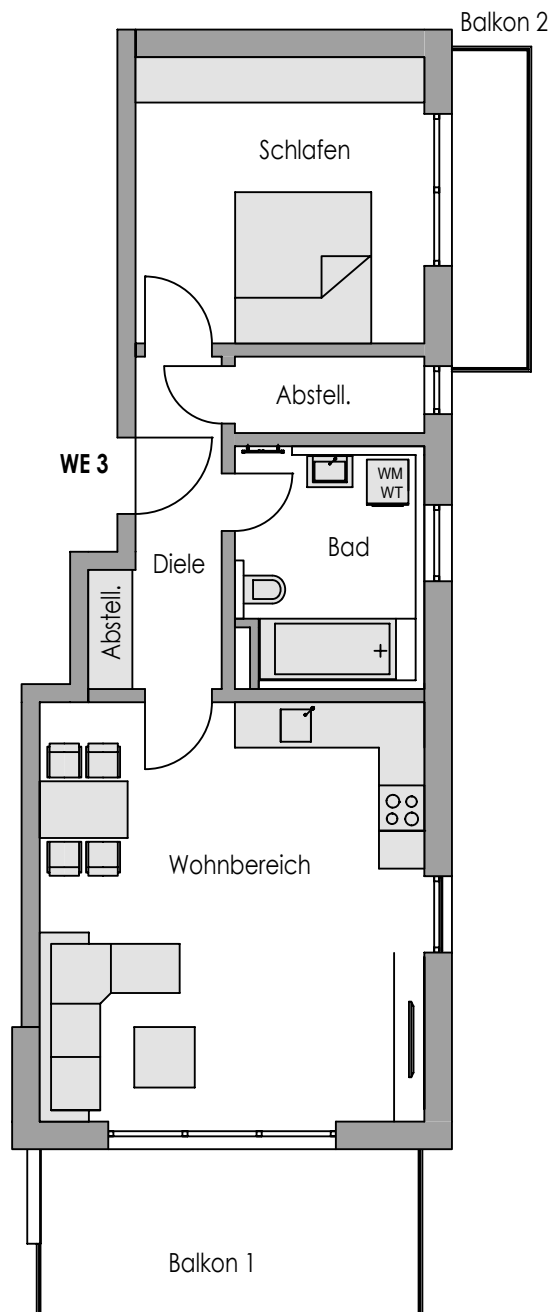 Balkon 2
Schlafen
Abstell.
WE 3
WM
WT
Bad
Diele
Abstell.
Wohnbereich
Balkon 1